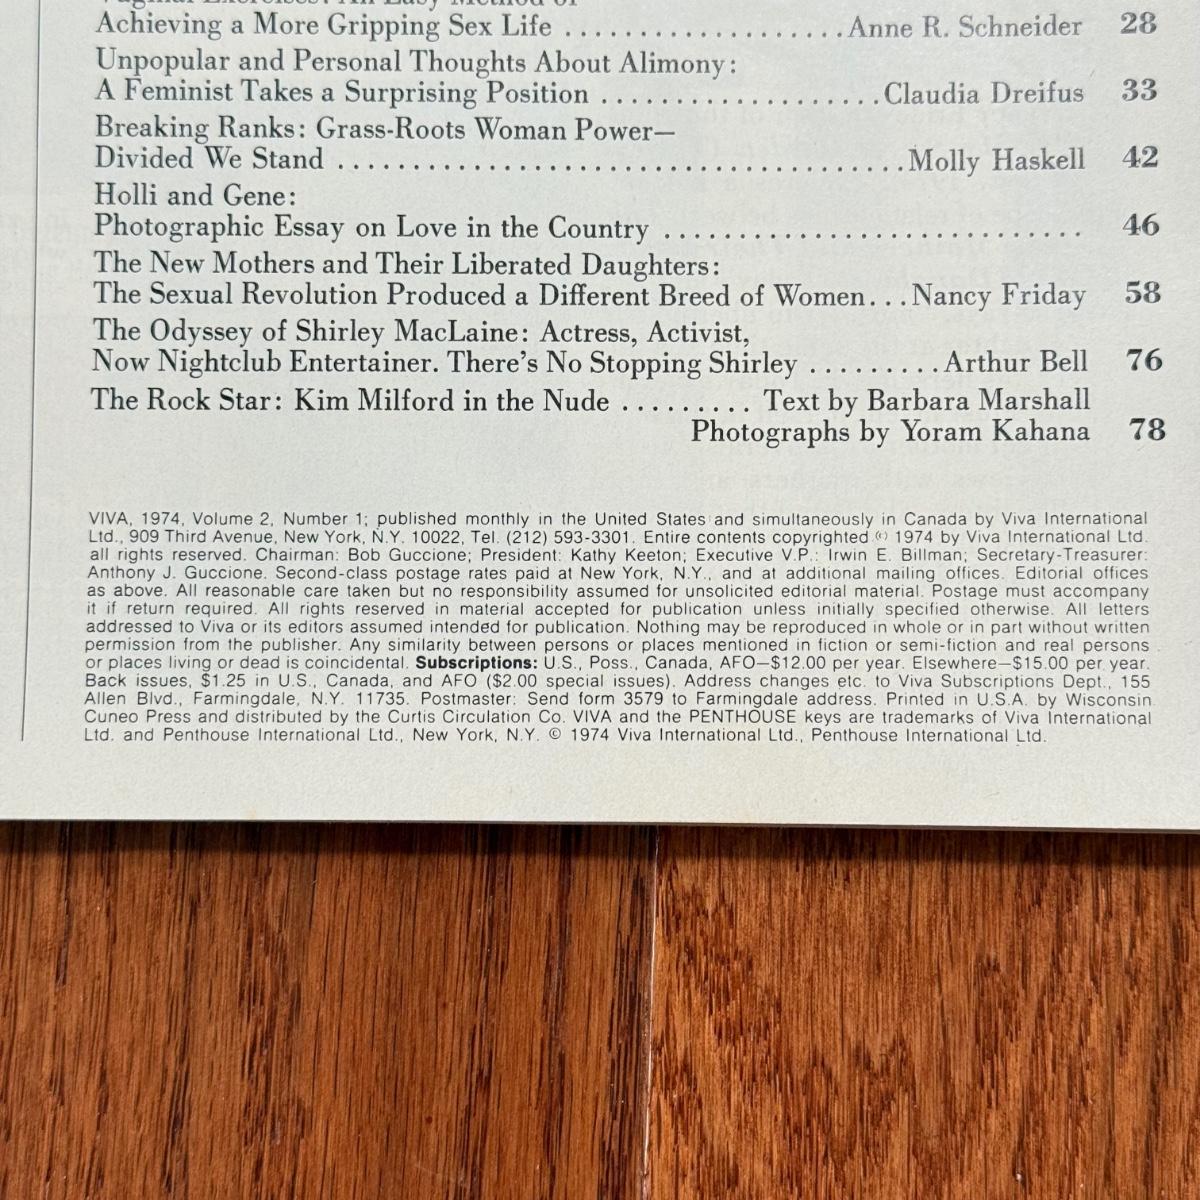 Vaginal Exercises: An Easy Method of
Achieving a More Gripping Sex Life ..................... Anne R. Schneider 28
Unpopular and Personal Thoughts About Alimony:
A Feminist Takes a Surprising Position ................... Claudia Dreifus 33
Breaking Ranks: Grass-Roots Woman Power—
Divided We Stand ...................................... Molly Haskell 42
Holli and Gene:
Photographic Essay on Love in the Country ............................ 46
The New Mothers and Their Liberated Daughters:
The Sexual Revolution Produced a Different Breed of Women... Nancy Friday 58
The Odyssey of Shirley MacLaine: Actress, Activist,
Now Nightclub Entertainer. There's No Stopping Shirley ......... Arthur Bell 76
The Rock Star: Kim Milford in the Nude ......... Text by Barbara Marshall
Photographs by Yoram Kahana 78
VIVA, 1974, Volume 2, Number 1; published monthly in the United States and simultaneously in Canada by Viva International
Ltd., 909 Third Avenue, New York, N.Y. 10022, Tel. (212) 593-3301. Entire contents copyrighted © 1974 by Viva International Ltd.
all rights reserved. Chairman: Bob Guccione; President: Kathy Keeton; Executive V.P.: Irwin E. Billman; Secretary-Treasurer:
Anthony J. Guccione. Second-class postage rates paid at New York, N.Y., and at additional mailing offices. Editorial offices
as above. All reasonable care taken but no responsibility assumed for unsolicited editorial material. Postage must accompany
it if return required. All rights reserved in material accepted for publication unless initially specified otherwise. All letters
addressed to Viva or its editors assumed intended for publication. Nothing may be reproduced in whole or in part without written
permission from the publisher. Any similarity between persons or places mentioned in fiction or semi-fiction and real persons
or places living or dead is coincidental. Subscriptions: U.S., Poss., Canada, AFO—$12.00 per year. Elsewhere—$15.00 per year.
Back issues, $1.25 in U.S., Canada, and AFO ($2.00 special issues). Address changes etc. to Viva Subscriptions Dept., 155
Allen Blvd., Farmingdale, N.Y. 11735. Postmaster: Send form 3579 to Farmingdale address. Printed in U.S.A. by Wisconsin
Cuneo Press and distributed by the Curtis Circulation Co. VIVA and the PENTHOUSE keys are trademarks of Viva International
Ltd. and Penthouse International Ltd., New York, N.Y. © 1974 Viva International Ltd., Penthouse International Ltd.